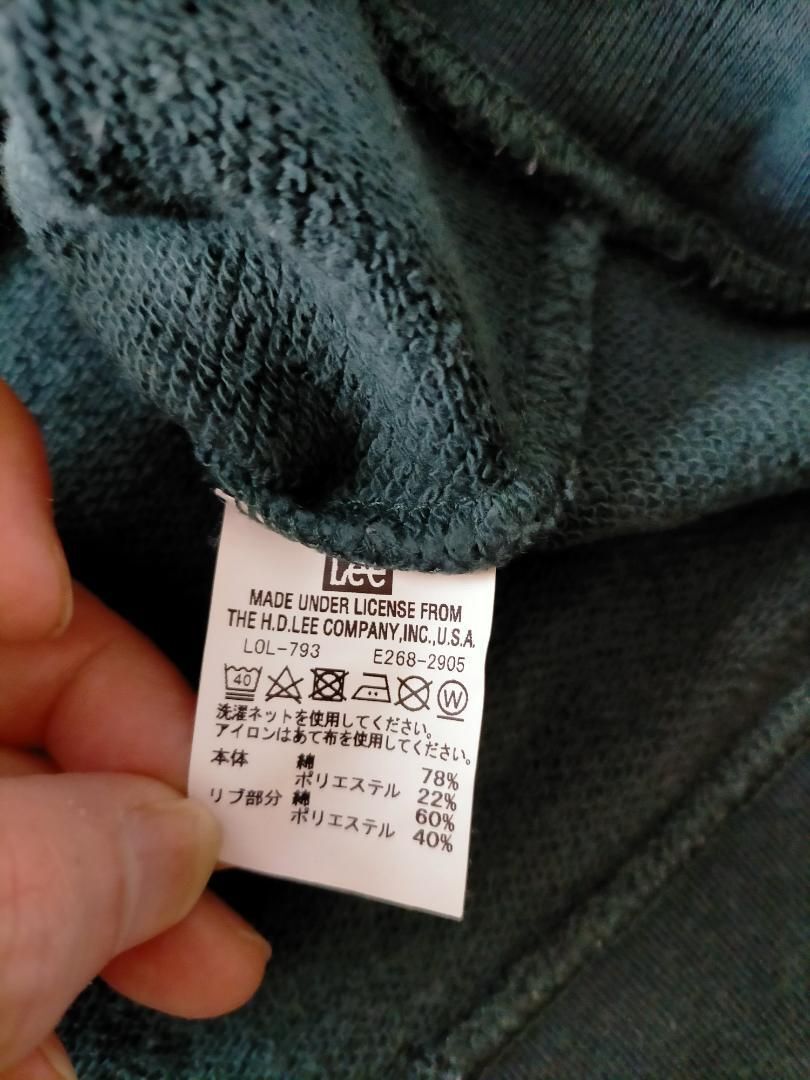 Lee
MADE UNDER LICENSE FROM
THE H.D.LEE COMPANY,INC.,U.S.A.
LOL-793 E268-2905
40 W
洗濯ネットを使用してください。
アイロンはあて布を使用してください。
本体 綿 78%
ポリエステル 22%
リブ部分 綿 60%
ポリエステル 40%